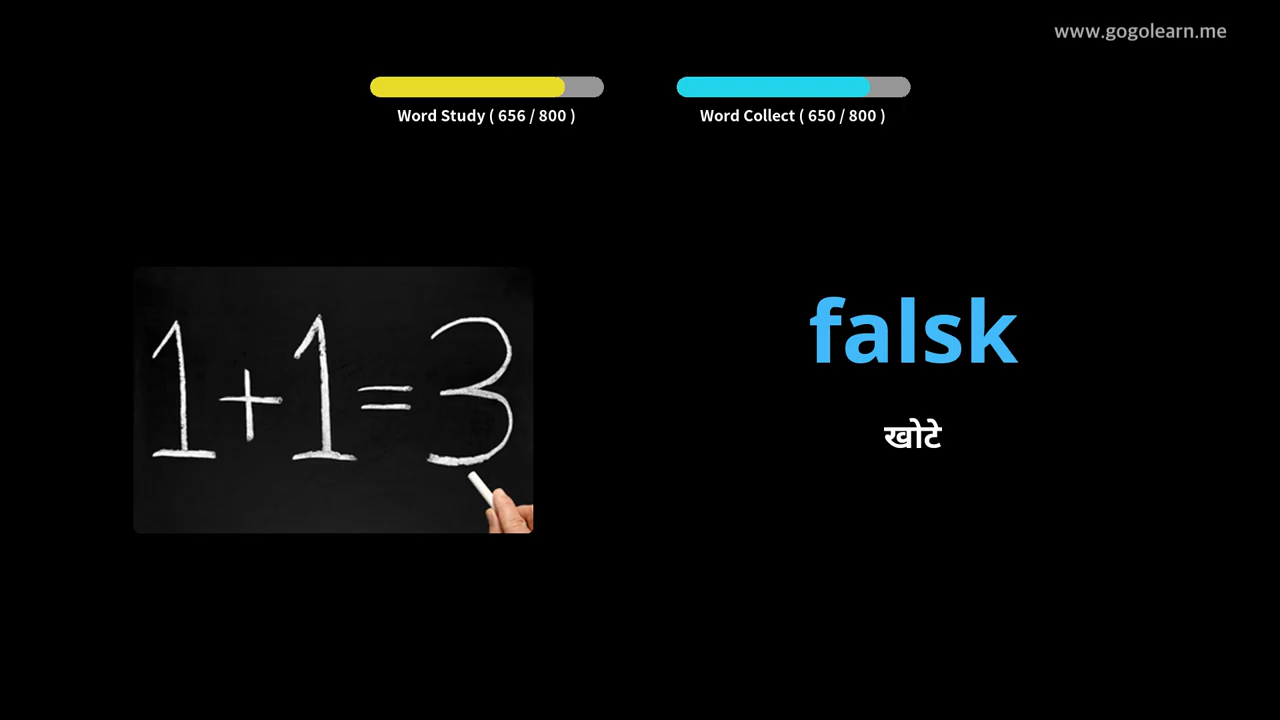 www.gogolearn.me
Word Study ( 656 / 800 )
Word Collect ( 650 / 800 )
1+1=3
falsk
खोटे